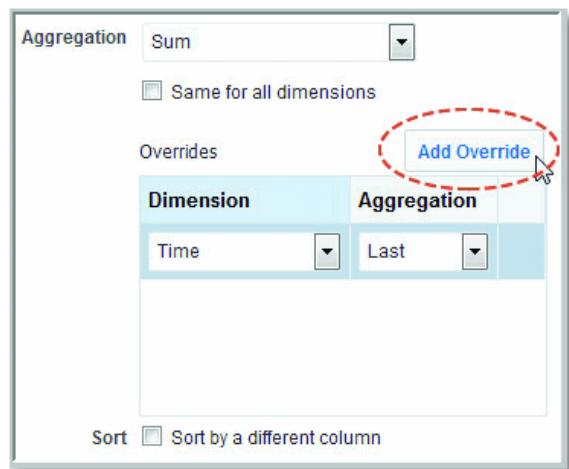 Aggregation Sum
Same for all dimensions
Overrides Add Override
Dimension Aggregation
Time Last
Sort Sort by a different column